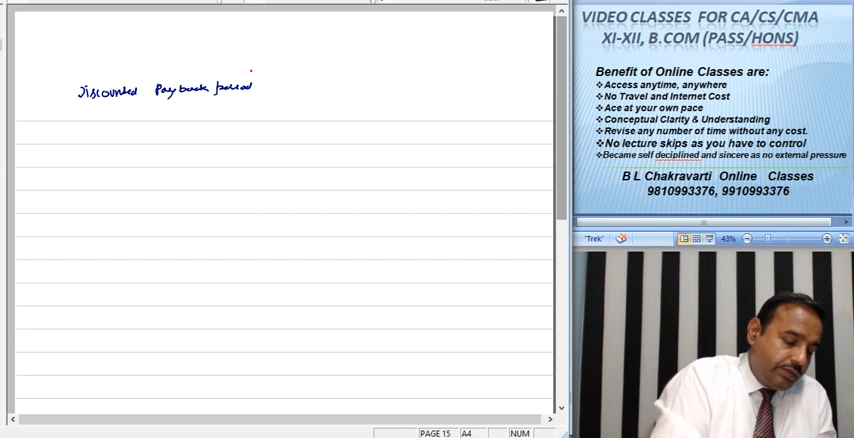 VIDEO CLASSES FOR CA/CS/CMA
XI-XII, B.COM (PASS/HONS)
Discounted Payback period
Benefit of Online Classes are:
❖Access anytime, anywhere
❖No Travel and Internet Cost
❖Ace at your own pace
❖Conceptual Clarity & Understanding
❖Revise any number of time without any cost.
❖No lecture skips as you have to control
❖Became self deciplined and sincere as no external pressure
B L Chakravarti Online Classes
9810993376, 9910993376
"Trek" 43%
PAGE 15 A4 NUM